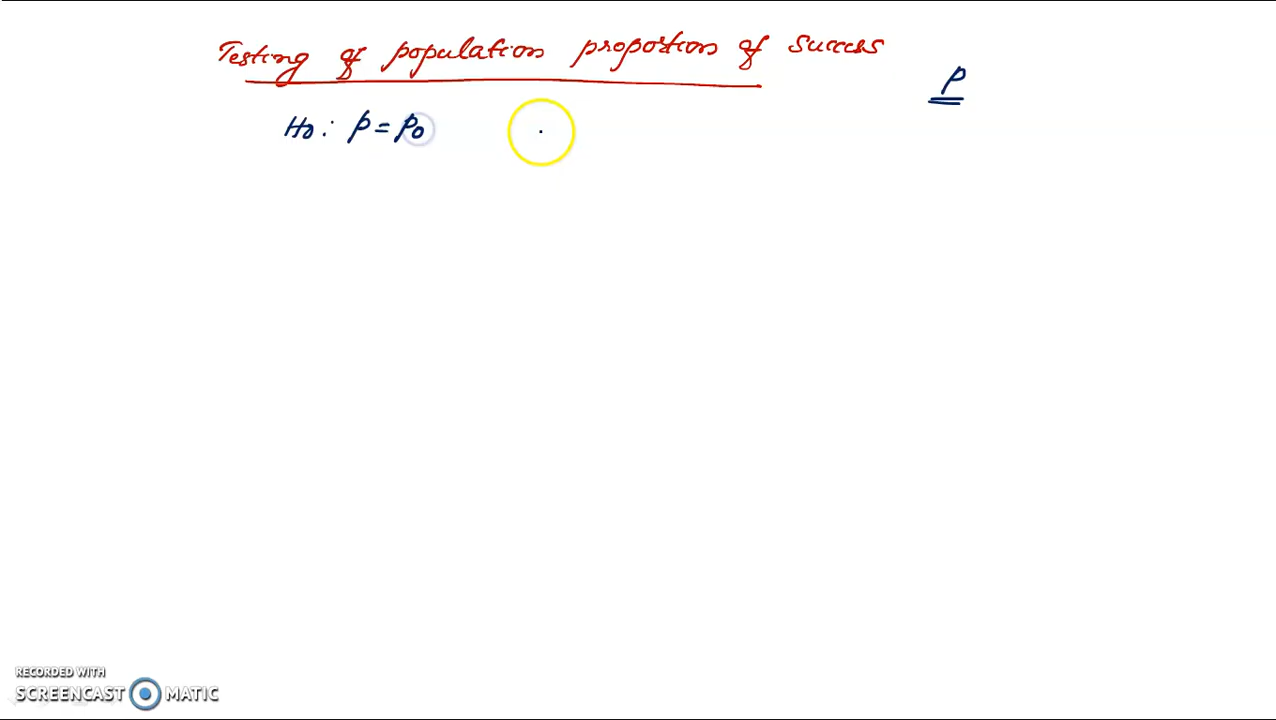 Testing of population proportion of success
p
H0: p = p0
RECORDED WITH
SCREENCAST MATIC